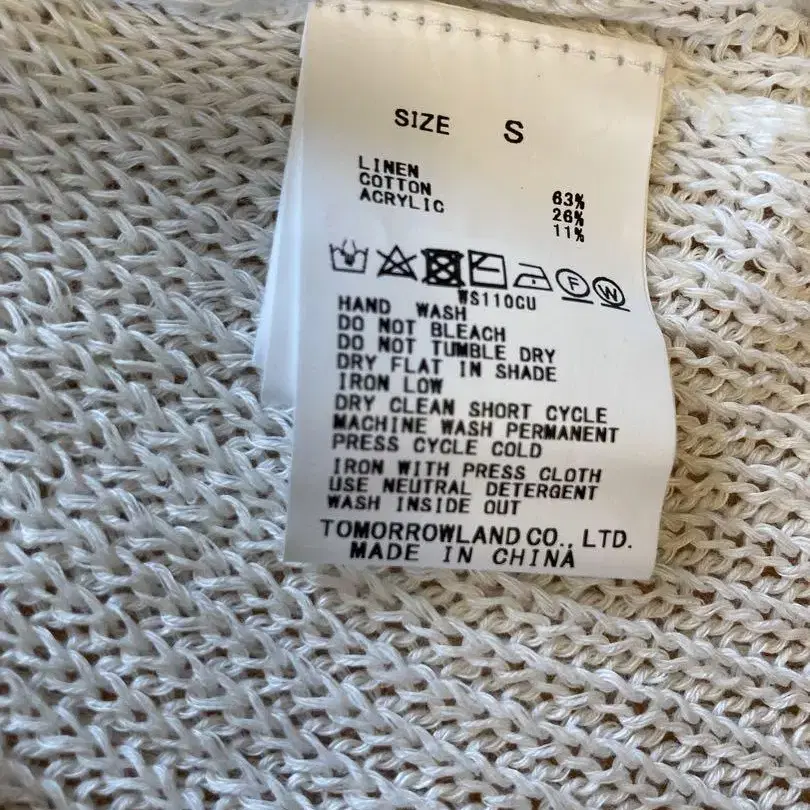 SIZE S
LINEN 63%
COTTON 26%
ACRYLIC 11%
F W
WS110CU
HAND WASH
DO NOT BLEACH
DO NOT TUMBLE DRY
DRY FLAT IN SHADE
IRON LOW
DRY CLEAN SHORT CYCLE
MACHINE WASH PERMANENT
PRESS CYCLE COLD
IRON WITH PRESS CLOTH
USE NEUTRAL DETERGENT
WASH INSIDE OUT
TOMORROWLAND CO., LTD.
MADE IN CHINA